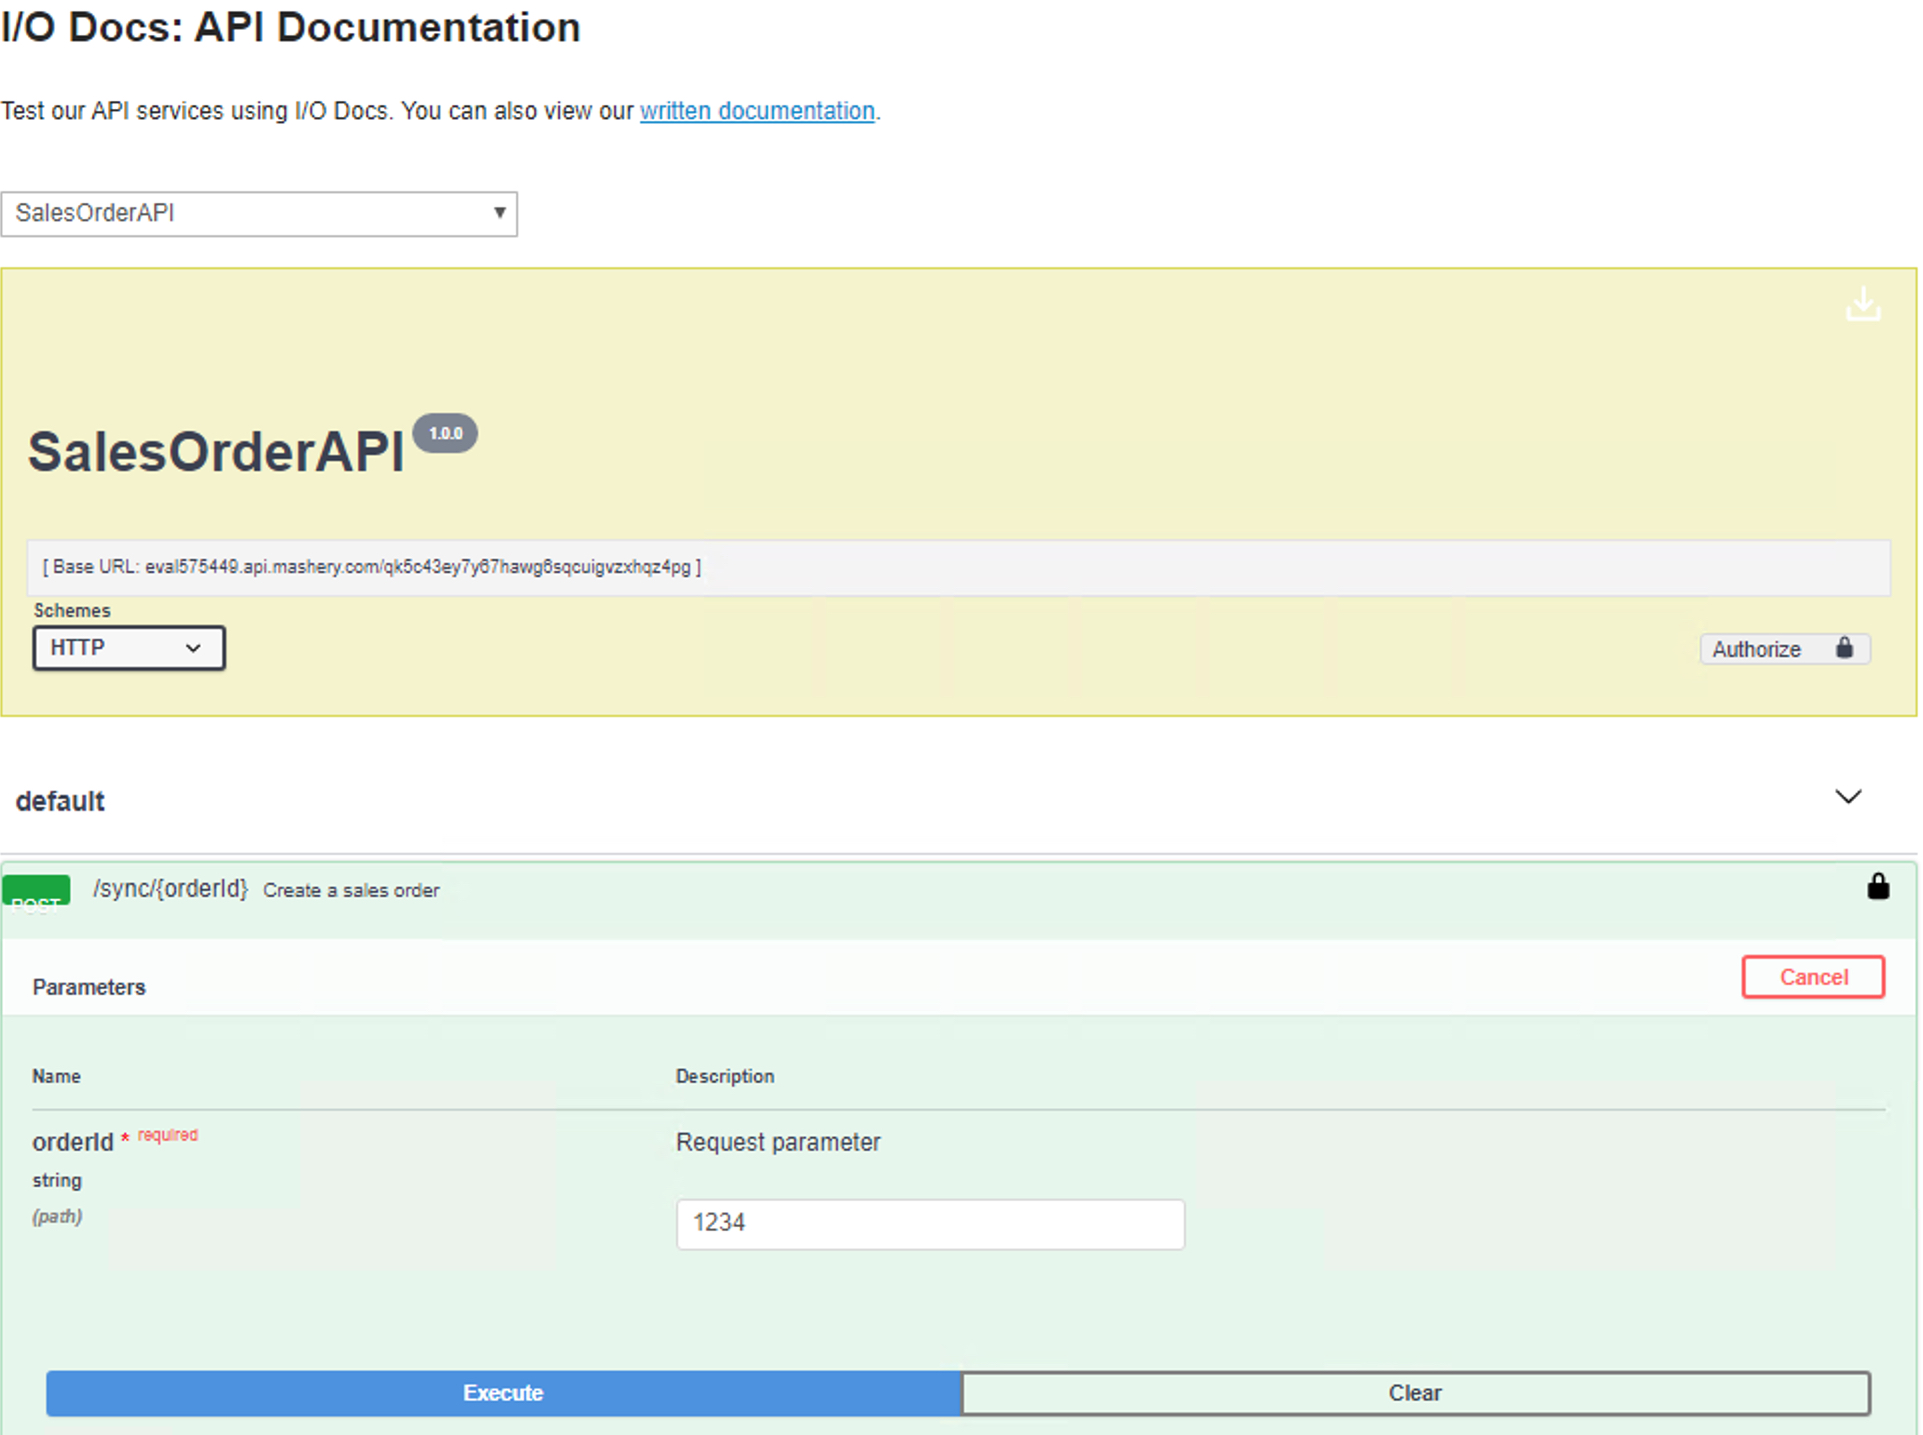 I/O Docs: API Documentation
Test our API services using I/O Docs. You can also view our written documentation.
SalesOrderAPI
SalesOrderAPI 1.0.0
[ Base URL: eval575449.api.mashery.com/qk5c43ey7y67hawg6sqcuigvzxhqz4pg ]
Schemes
HTTP
Authorize
default
POST /sync/{orderId} Create a sales order
Parameters
Cancel
Name Description
orderId * required
Request parameter
string
(path)
1234
Execute Clear